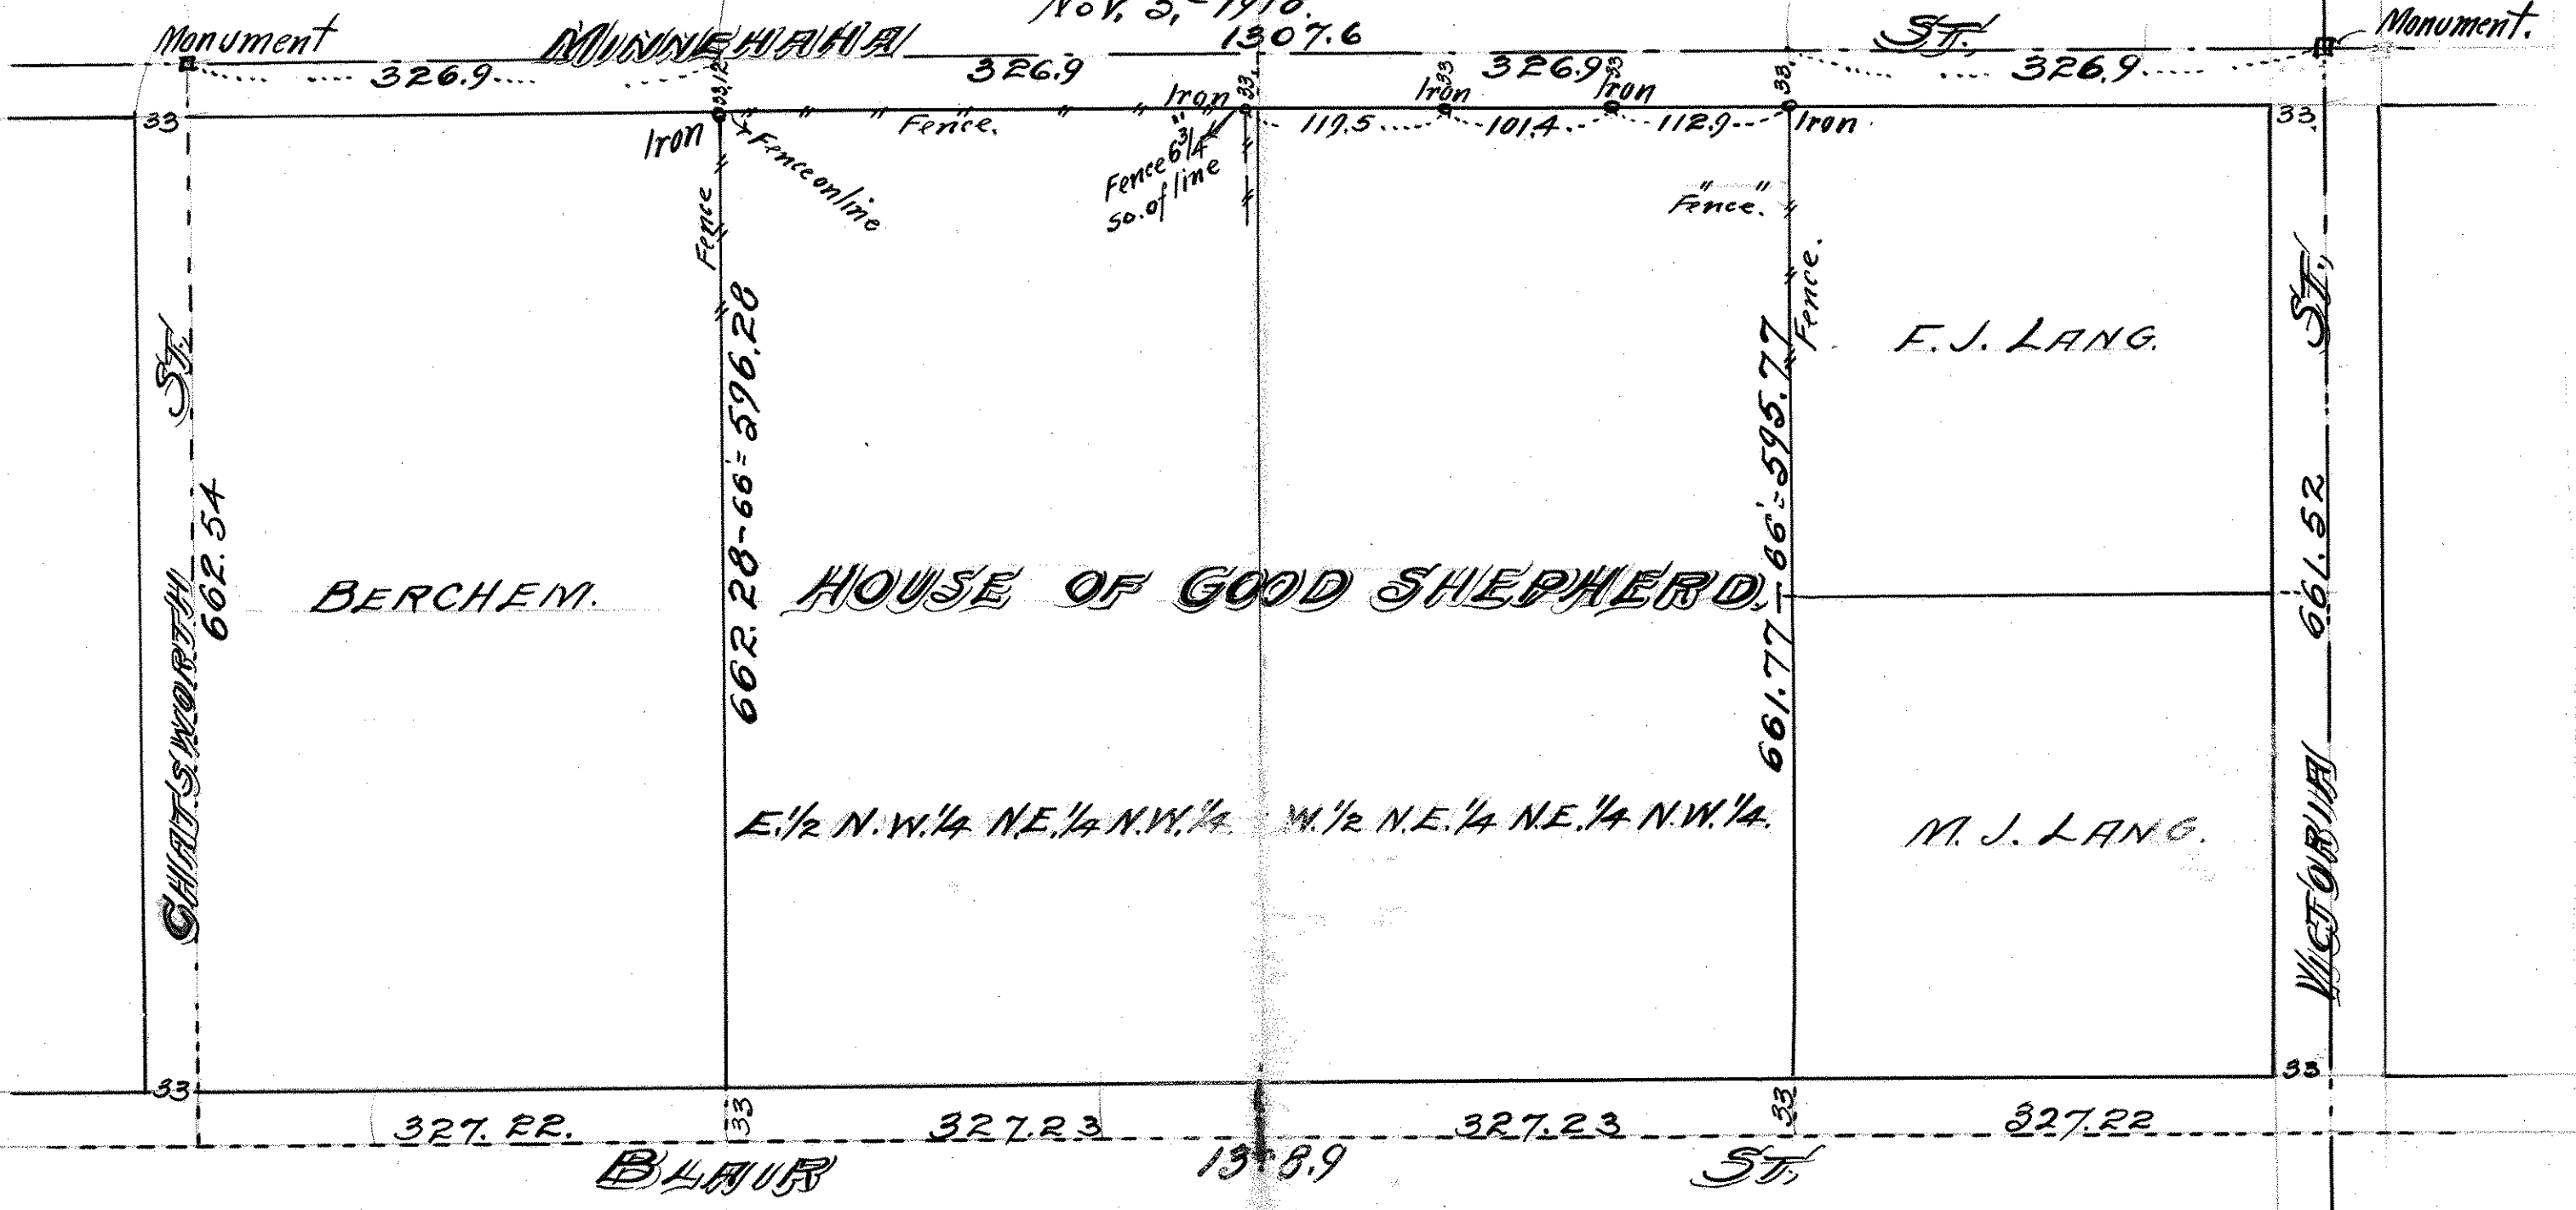 Nov. 5,-1910.
Monument MINNEHAHA 1307.6 ST. Monument.
326.9 326.9 326.9 326.9
33 33.12 33 33 33 33 33
Iron Iron Iron Iron Iron
Fence.
119.5 101.4 112.9
Fence on line
Fence 6 3/4"
so. of line
Fence
Fence.
Fence.
CHATSWORTH ST.
662.54
662.28-66'=596.28
661.77-66'=595.77
661.52
VICTORIA ST.,
F. J. LANG.
BERCHEM.
HOUSE OF GOOD SHEPHERD.
E.1/2 N.W.1/4 N.E.1/4 N.W.1/4 W.1/2 N.E.1/4 N.E.1/4 N.W.1/4.
M. J. LANG.
33 33 33 33
327.22. 327.23 327.23 327.22
BLAIR ST.